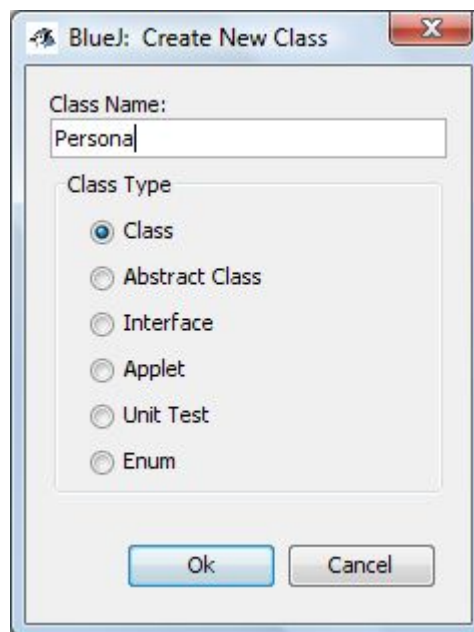 BlueJ: Create New Class
Class Name:
Persona
Class Type
Class
Abstract Class
Interface
Applet
Unit Test
Enum
Ok Cancel